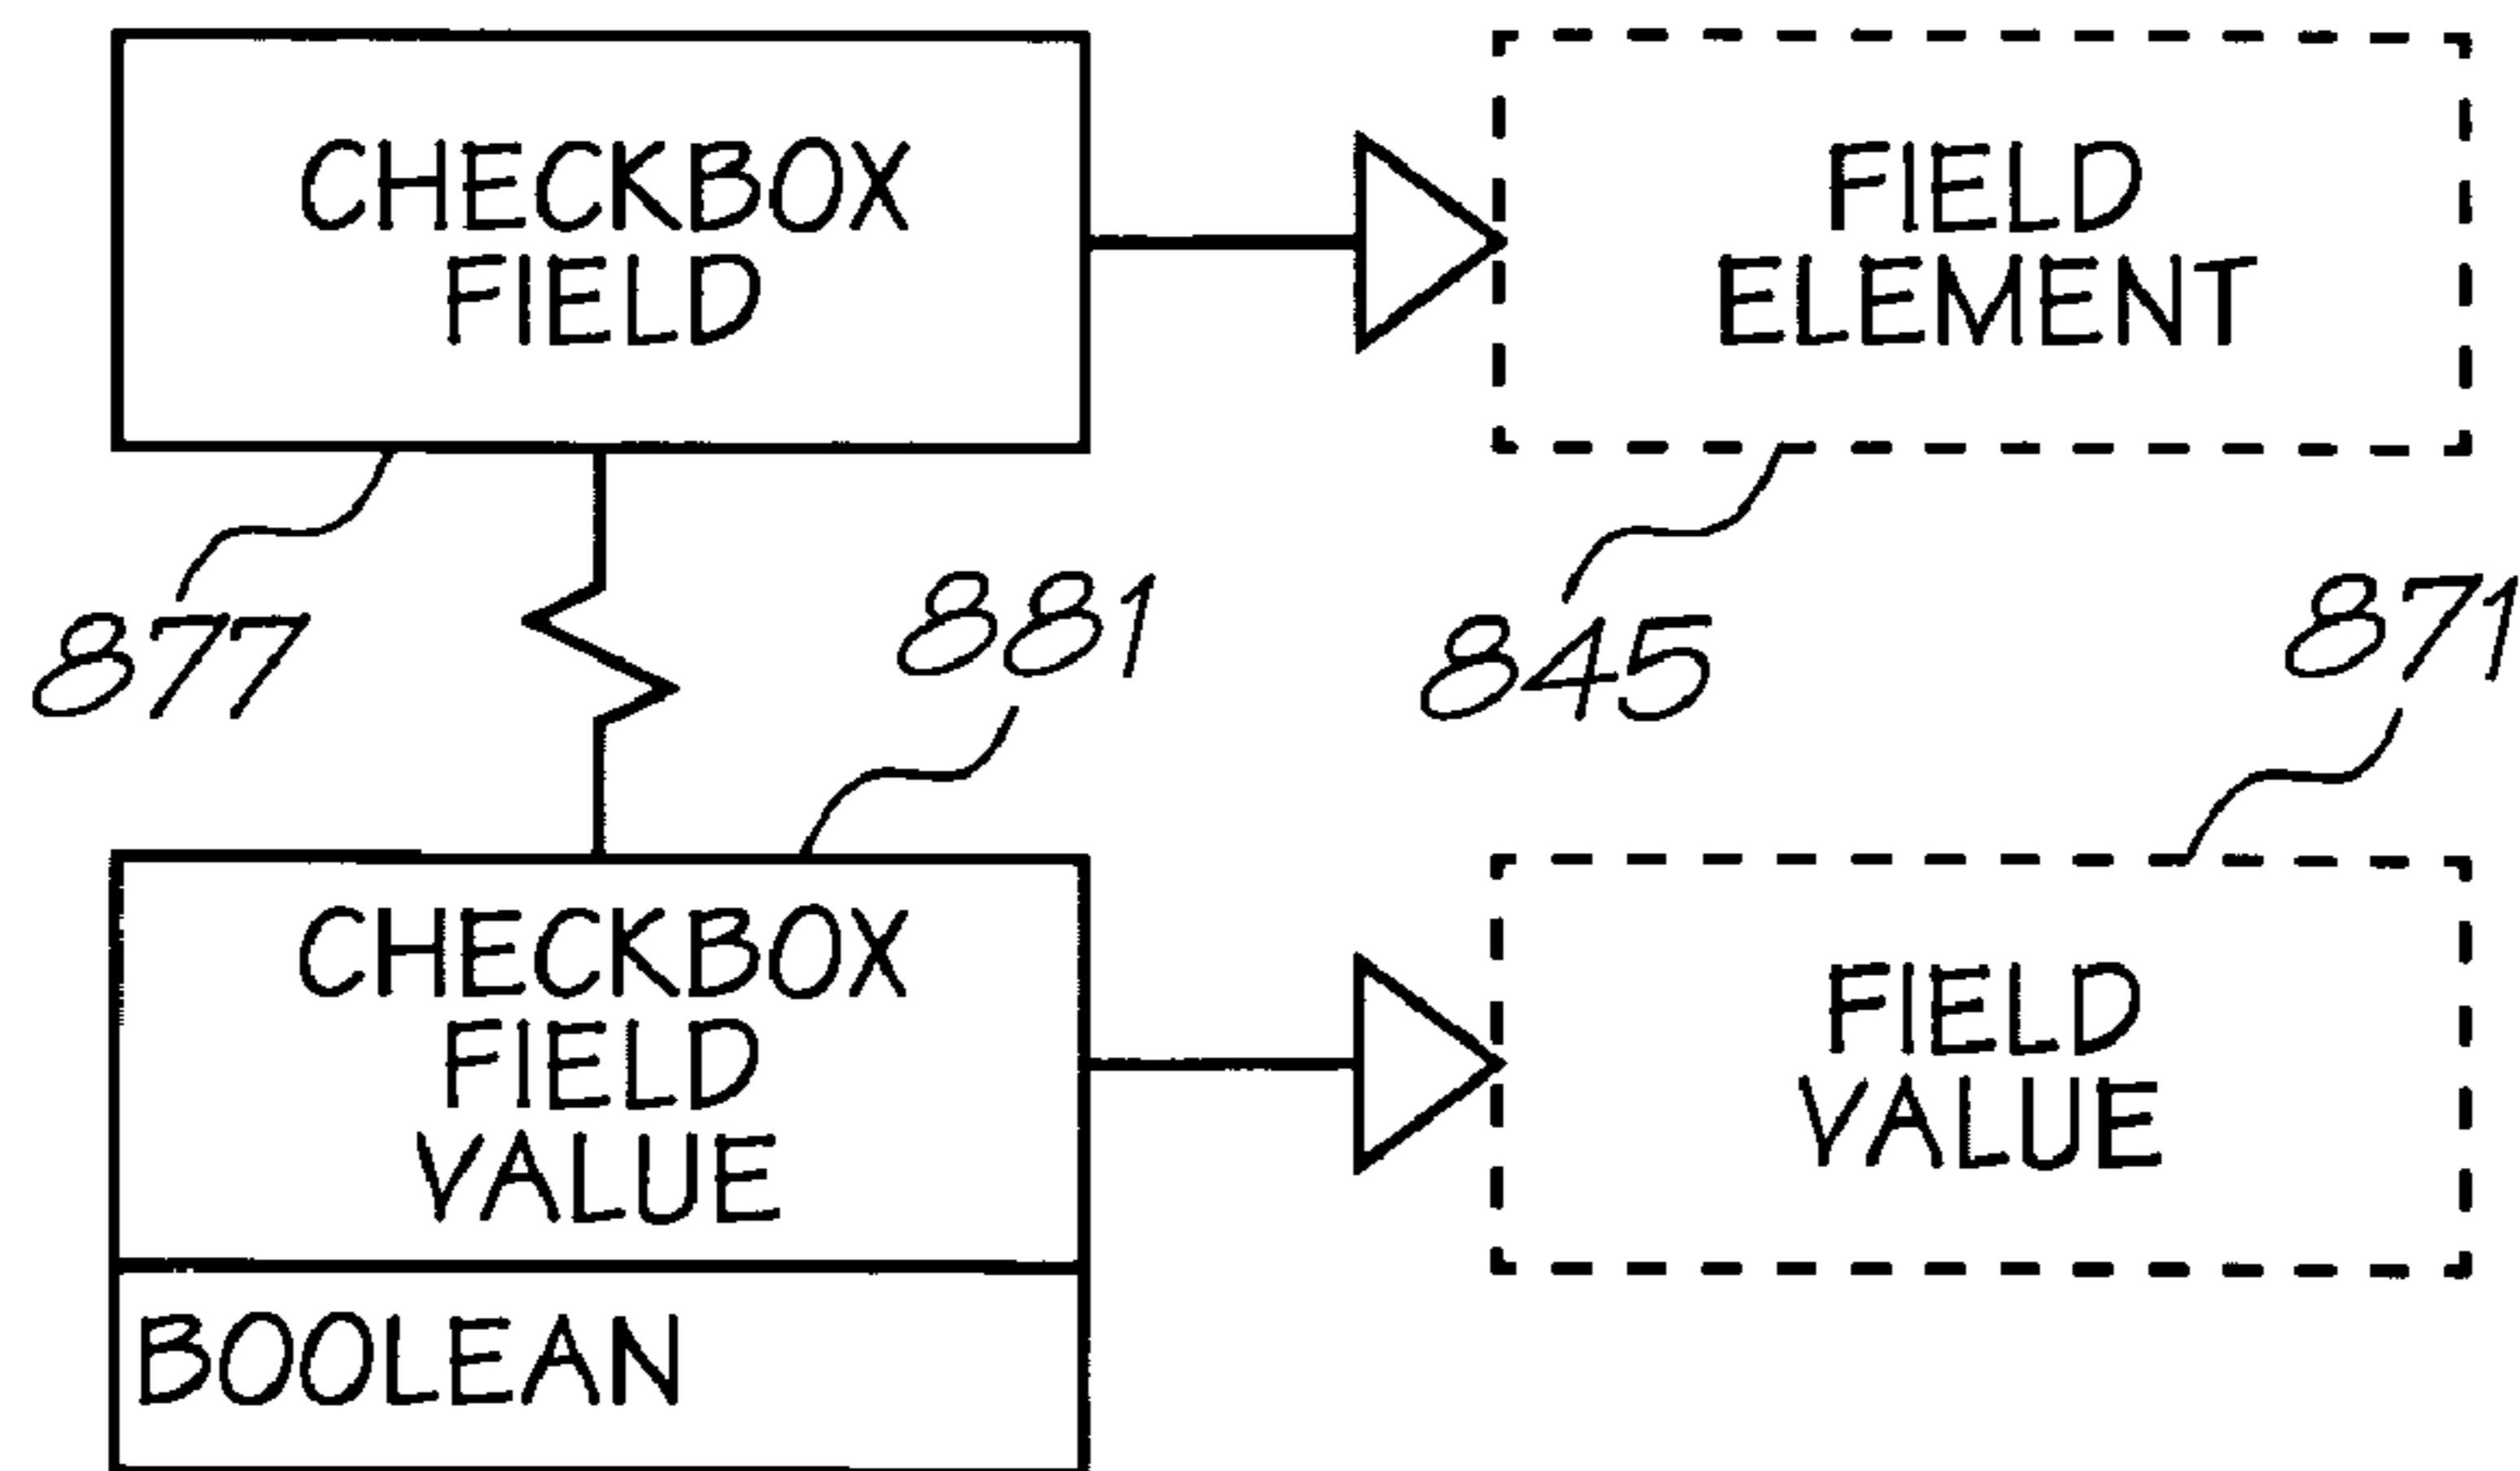 CHECKBOX
FIELD
FIELD
ELEMENT
877
881
845
871
CHECKBOX
FIELD
VALUE
FIELD
VALUE
BOOLEAN